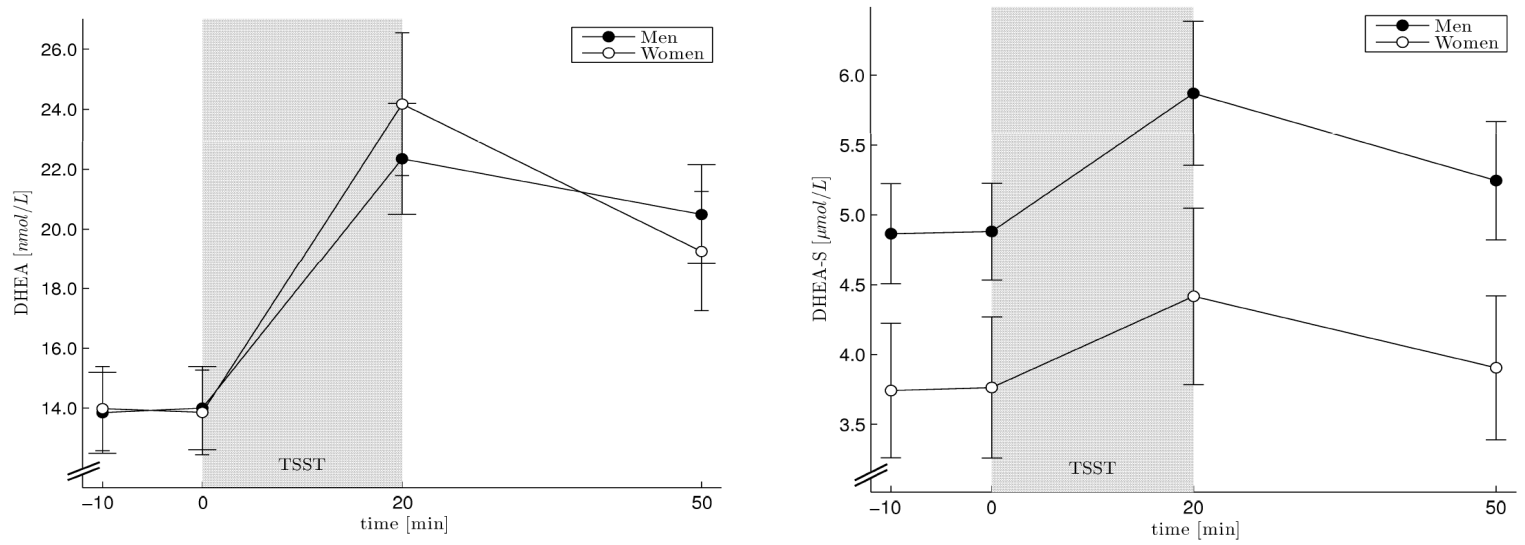 26.0
24.0
22.0
20.0
18.0
16.0
14.0
DHEA [nmol/L]
Men
Women
TSST
−10 0 20 50
time [min]
6.0
5.5
5.0
4.5
4.0
3.5
DHEA-S [μmol/L]
Men
Women
TSST
−10 0 20 50
time [min]